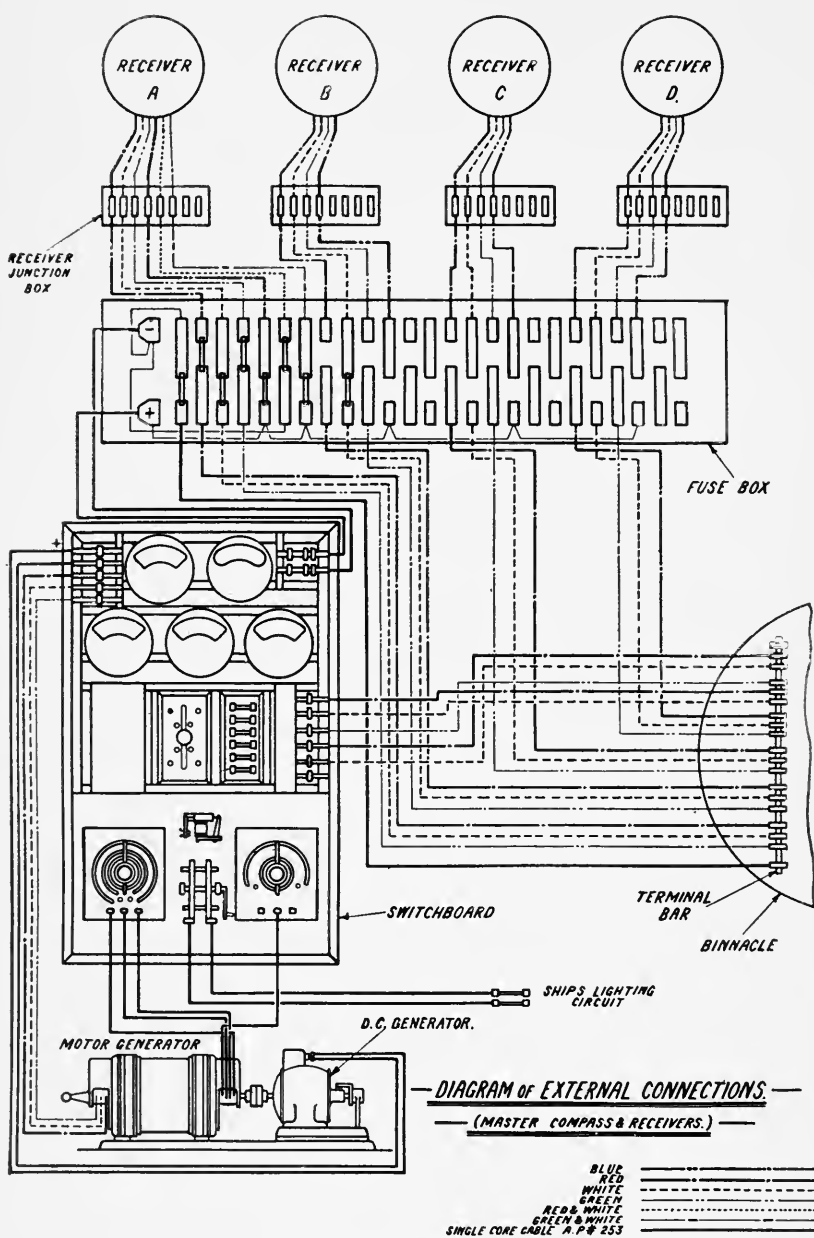 RECEIVER
A
RECEIVER
B
RECEIVER
C
RECEIVER
D.
RECEIVER
JUNCTION
BOX
-
+
FUSE BOX
+
TERMINAL
BAR
BINNACLE
SWITCHBOARD
SHIPS LIGHTING
CIRCUIT
D.C. GENERATOR.
MOTOR GENERATOR
DIAGRAM OF EXTERNAL CONNECTIONS.
(MASTER COMPASS & RECEIVERS.)
BLUE
RED
WHITE
GREEN
RED & WHITE
GREEN & WHITE
SINGLE CORE CABLE A.P# 253